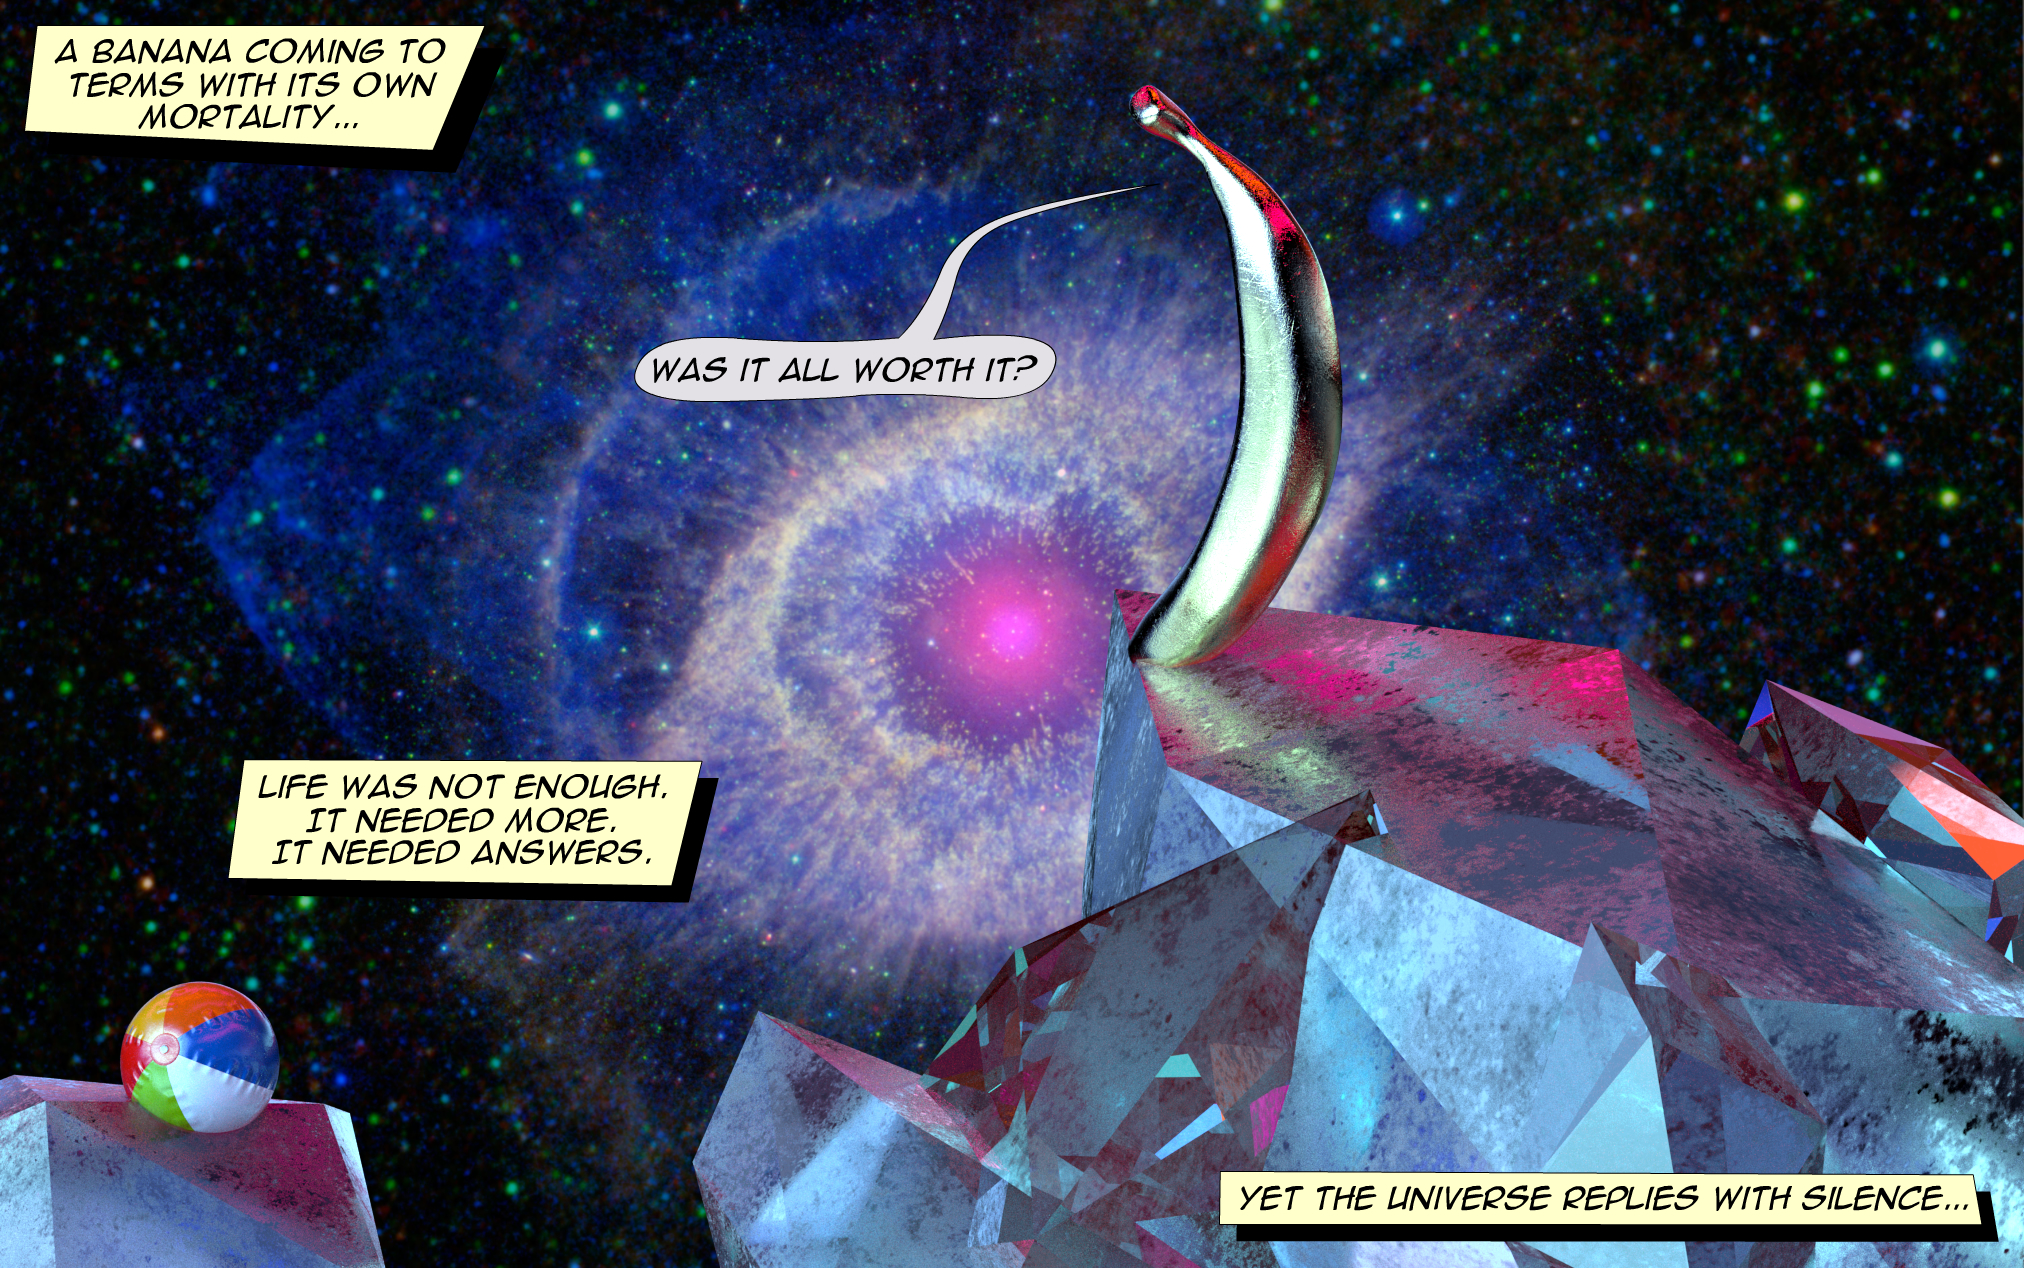 A BANANA COMING TO
TERMS WITH ITS OWN
MORTALITY...
WAS IT ALL WORTH IT?
LIFE WAS NOT ENOUGH.
IT NEEDED MORE.
IT NEEDED ANSWERS.
YET THE UNIVERSE REPLIES WITH SILENCE...